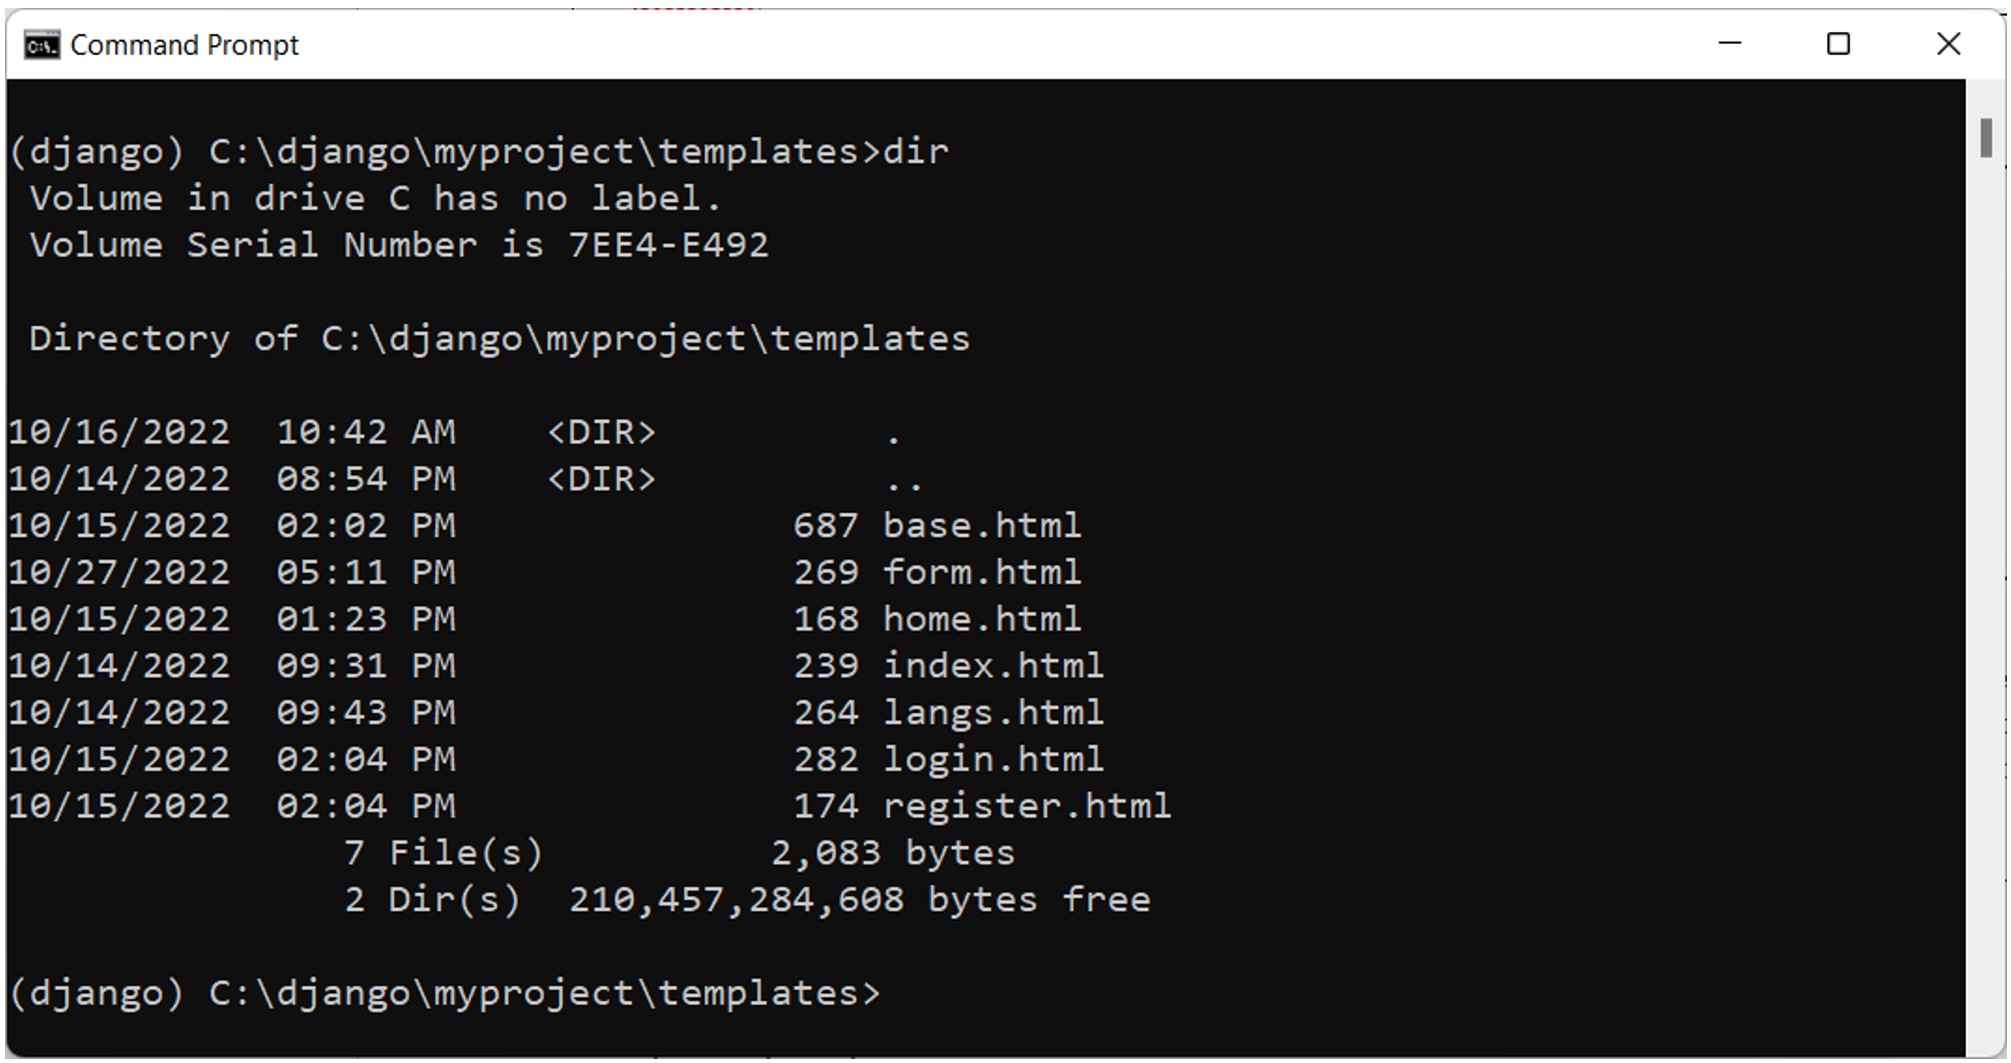 Command Prompt
(django) C:\django\myproject\templates>dir
Volume in drive C has no label.
Volume Serial Number is 7EE4-E492
Directory of C:\django\myproject\templates
10/16/2022  10:42 AM    <DIR>          .
10/14/2022  08:54 PM    <DIR>          ..
10/15/2022  02:02 PM               687 base.html
10/27/2022  05:11 PM               269 form.html
10/15/2022  01:23 PM               168 home.html
10/14/2022  09:31 PM               239 index.html
10/14/2022  09:43 PM               264 langs.html
10/15/2022  02:04 PM               282 login.html
10/15/2022  02:04 PM               174 register.html
7 File(s)          2,083 bytes
2 Dir(s)  210,457,284,608 bytes free
(django) C:\django\myproject\templates>